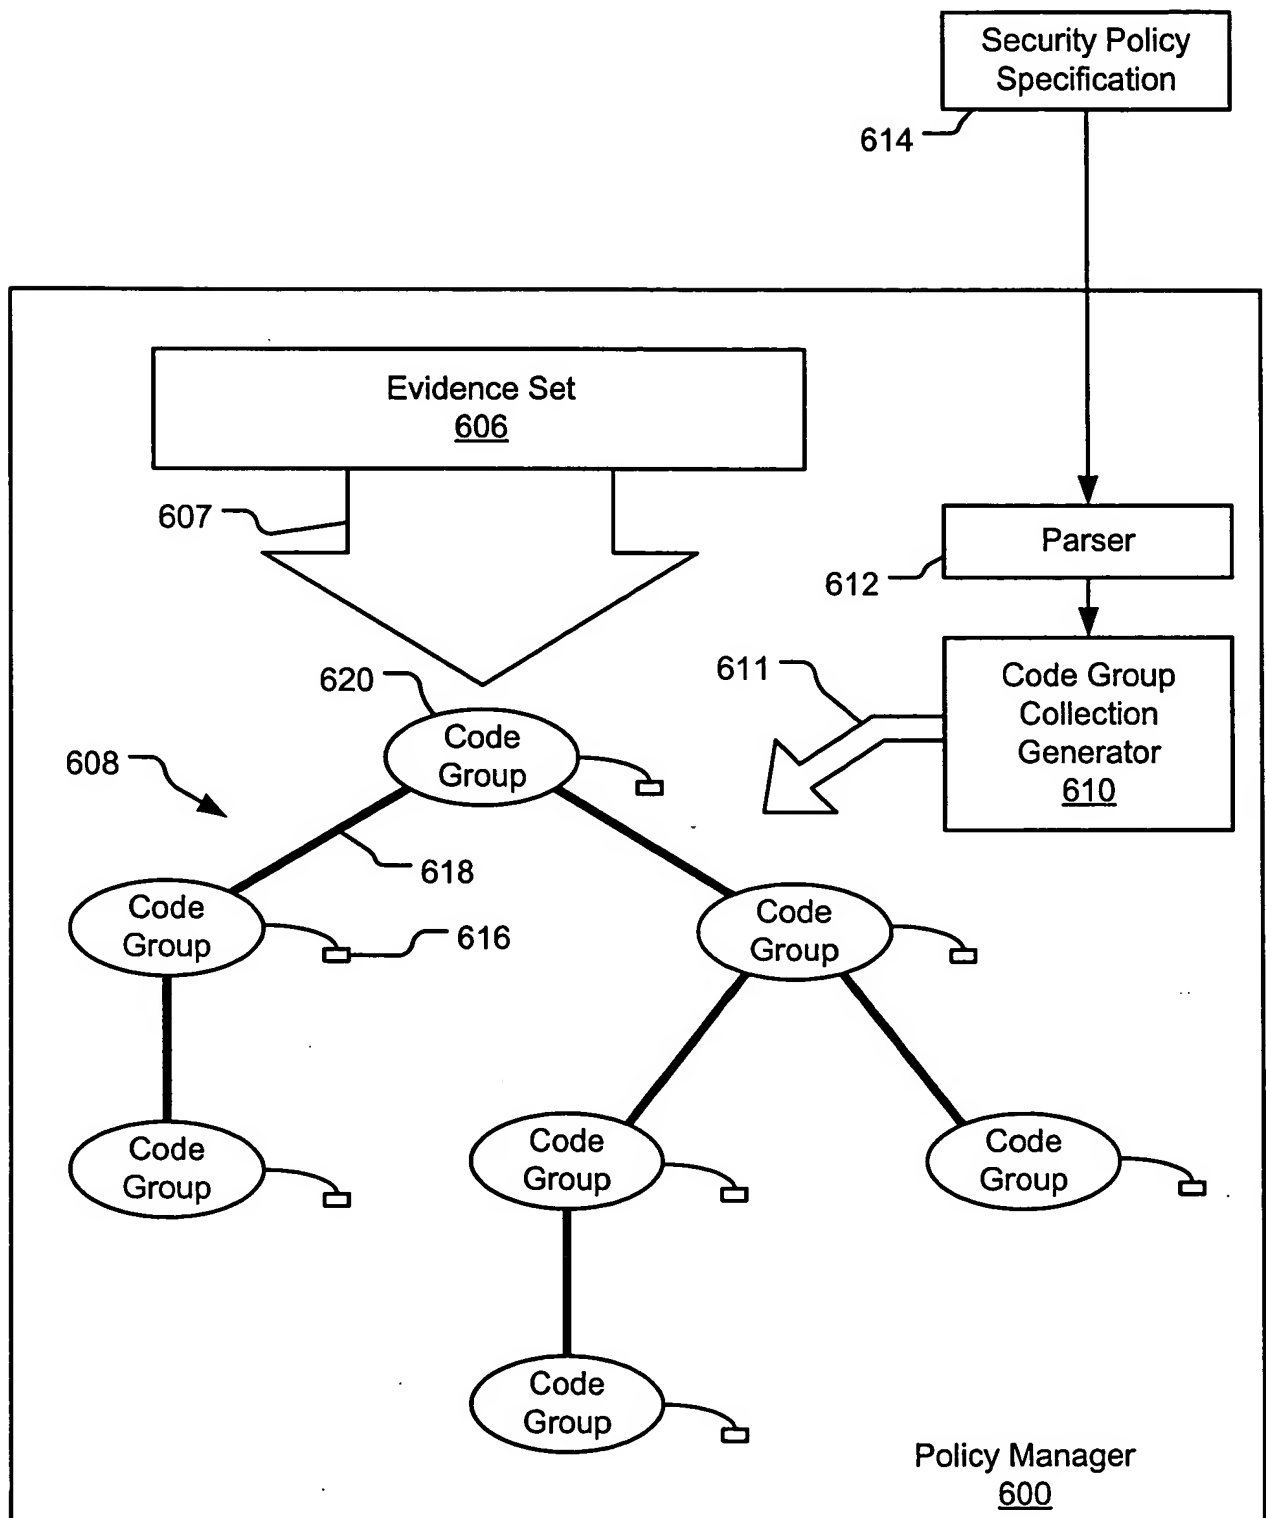 Security Policy
Specification
614
Evidence Set
606
607
Parser
612
620
611
Code Group
Collection
Generator
610
Code
Group
608
618
Code
Group
616
Code
Group
Code
Group
Code
Group
Code
Group
Code
Group
Policy Manager
600